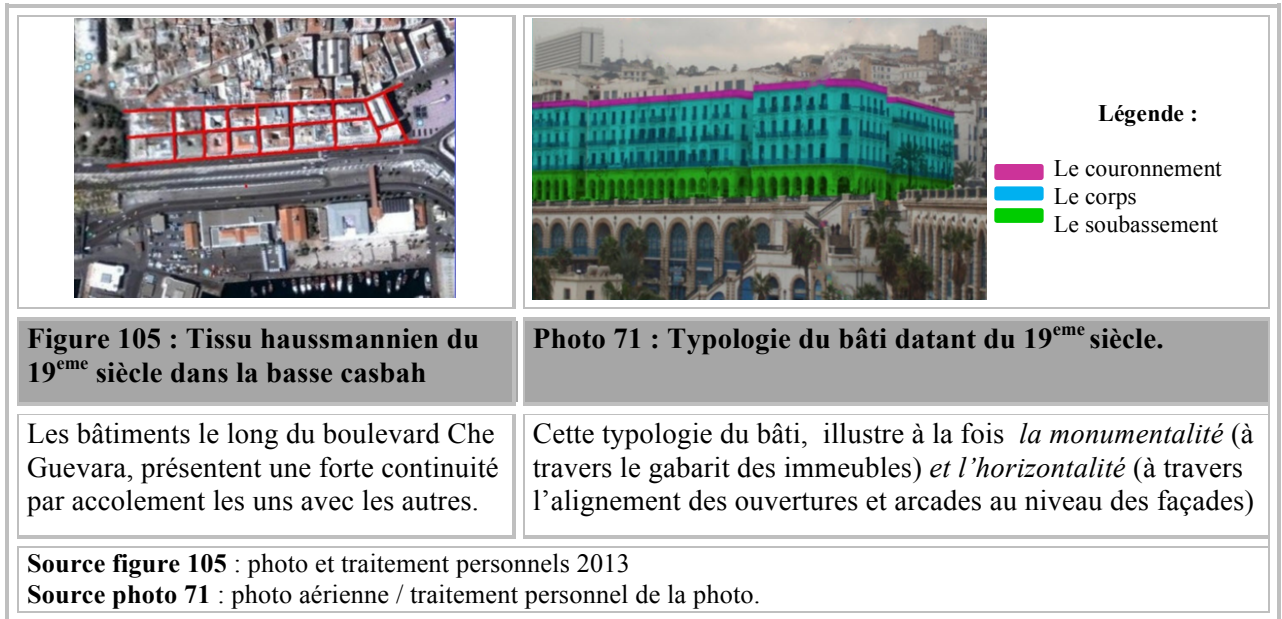 Légende :
Le couronnement
Le corps
Le soubassement
Figure 105 : Tissu haussmannien du
19eme siècle dans la basse casbah
Photo 71 : Typologie du bâti datant du 19eme siècle.
Les bâtiments le long du boulevard Che
Guevara, présentent une forte continuité
par accolement les uns avec les autres.
Cette typologie du bâti, illustre à la fois la monumentalité (à
travers le gabarit des immeubles) et l'horizontalité (à travers
l'alignement des ouvertures et arcades au niveau des façades)
Source figure 105 : photo et traitement personnels 2013
Source photo 71 : photo aérienne / traitement personnel de la photo.